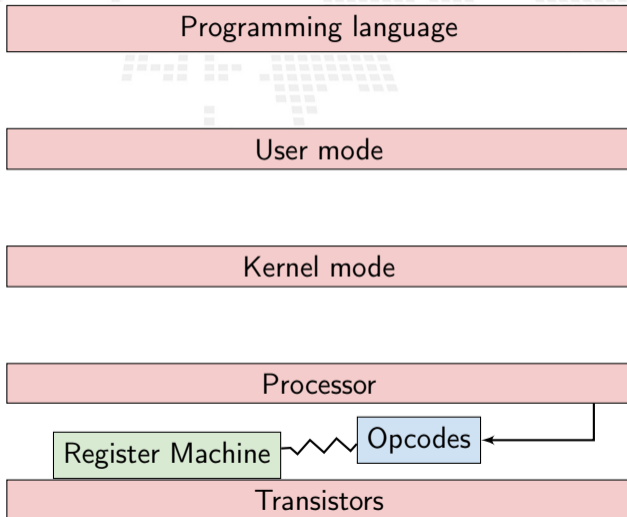 Programming language
User mode
Kernel mode
Processor
Opcodes
Register Machine
Transistors